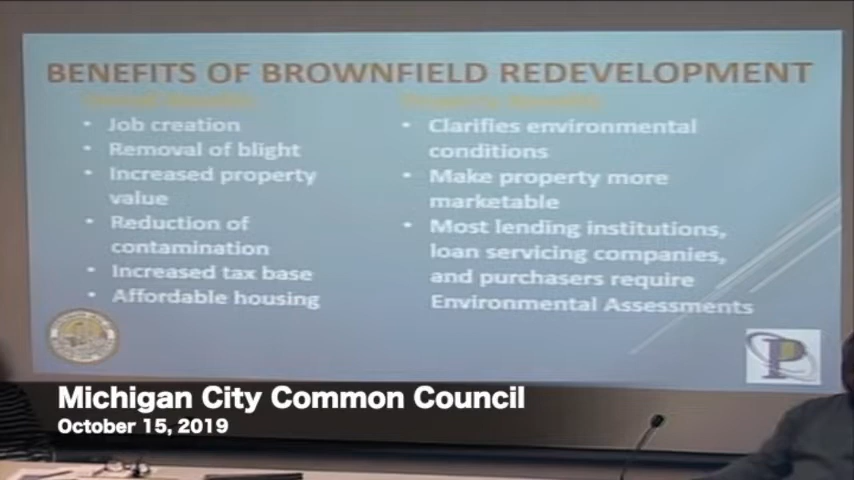 BENEFITS OF BROWNFIELD REDEVELOPMENT
• Job creation
• Removal of blight
• Increased property
value
• Reduction of
contamination
• Increased tax base
• Affordable housing
• Clarifies environmental
conditions
• Make property more
marketable
• Most lending institutions,
loan servicing companies,
and purchasers require
Environmental Assessments
P
Michigan City Common Council
October 15, 2019